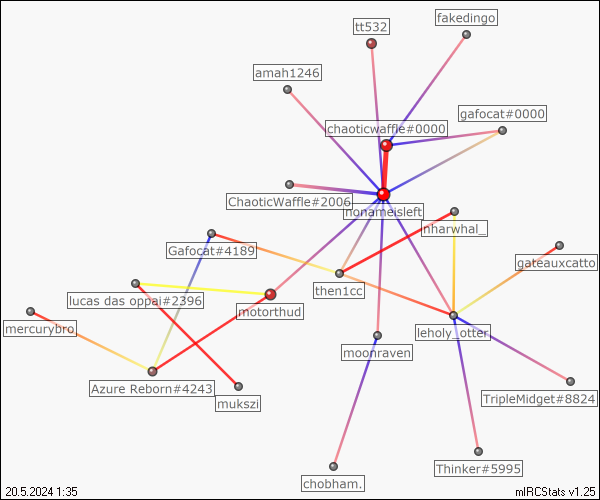 fakedingo
tt532
amah1246
gafocat#0000
chaoticwaffle#0000
ChaoticWaffle#2006
nonameisleft
nharwhal_
Gafocat#4189
gateauxcatto
then1cc
lucas das oppai#2396
motorthud
mercurybro
leholy_otter
moonraven
Azure Reborn#4243
TripleMidget#8824
mukszi
Thinker#5995
chobham.
20.5.2024 1:35
mIRCStats v1.25